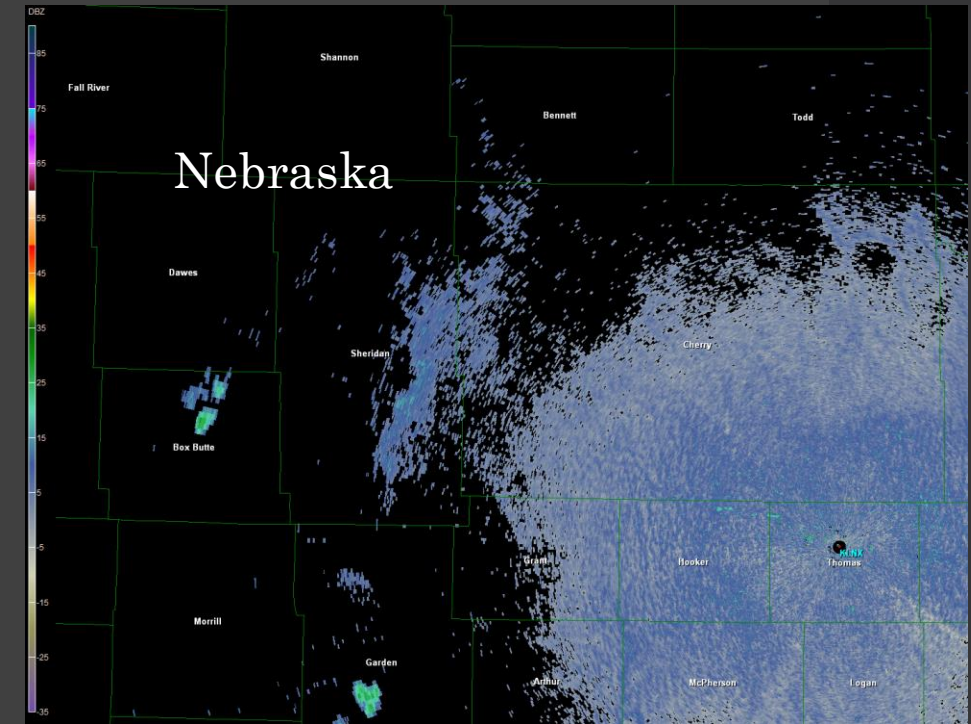 DBZ
85
75
65
55
45
35
25
15
5
-5
-15
-25
-35
Shannon
Fall River
Bennett
Todd
Nebraska
Dawes
Cherry
Sheridan
Box Butte
Grant
Hooker
KLNX
Thomas
Morrill
Garden
Arthur
McPherson
Logan